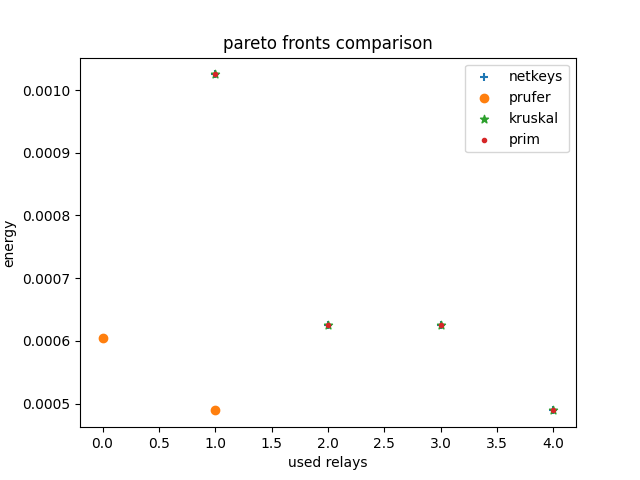 pareto fronts comparison
netkeys
prufer
kruskal
prim
0.0010
0.0009
0.0008
0.0007
0.0006
0.0005
energy
0.0 0.5 1.0 1.5 2.0 2.5 3.0 3.5 4.0
used relays